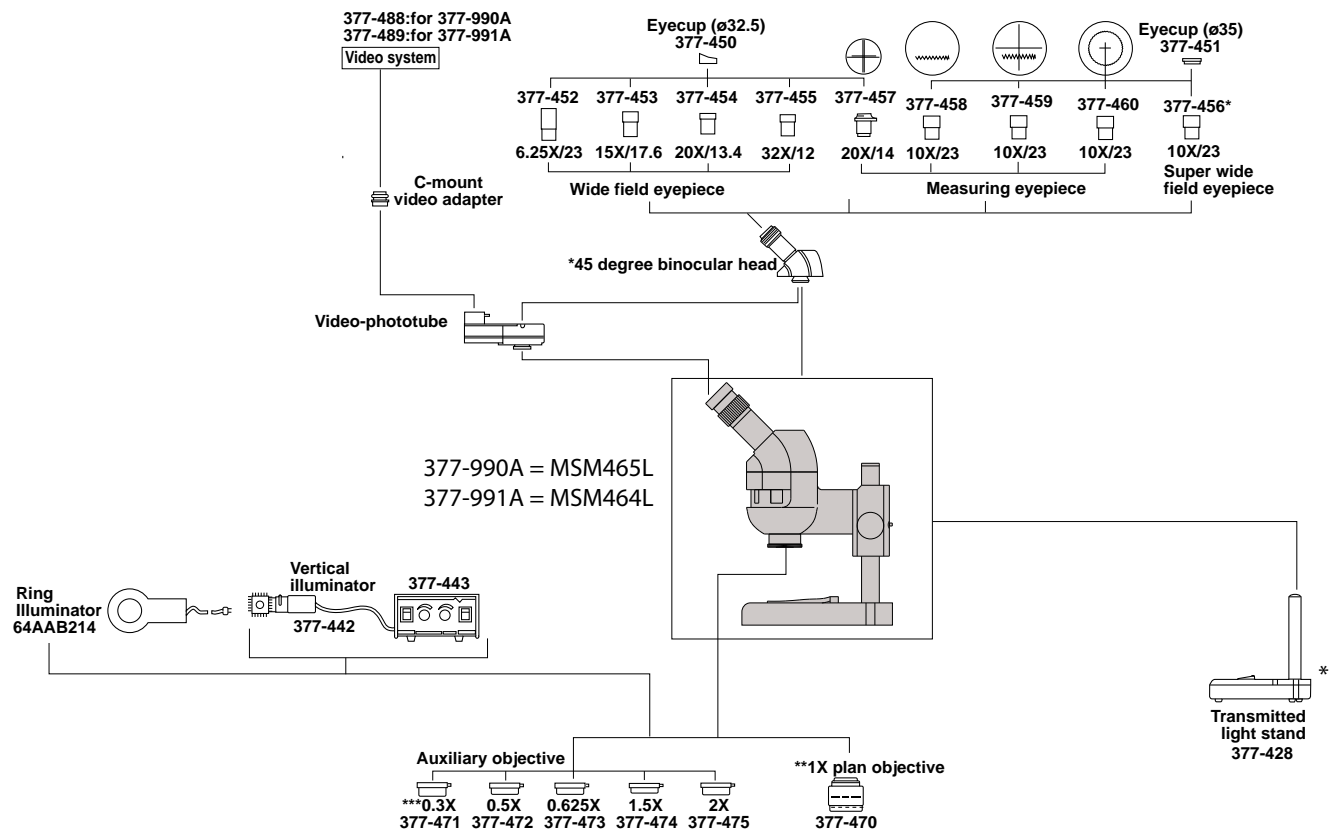 377-488:for 377-990A
377-489:for 377-991A
Video system
Eyecup (ø32.5)
377-450
Eyecup (ø35)
377-451
377-452 377-453 377-454 377-455 377-457 377-458 377-459 377-460 377-456*
6.25X/23 15X/17.6 20X/13.4 32X/12 20X/14 10X/23 10X/23 10X/23 10X/23
Wide field eyepiece
Measuring eyepiece
Super wide
field eyepiece
C-mount
video adapter
*45 degree binocular head
Video-phototube
377-990A = MSM465L
377-991A = MSM464L
Ring
Illuminator
64AAB214
Vertical
illuminator
377-442
377-443
*
Transmitted
light stand
377-428
Auxiliary objective
***0.3X 0.5X 0.625X 1.5X 2X
377-471 377-472 377-473 377-474 377-475
**1X plan objective
377-470